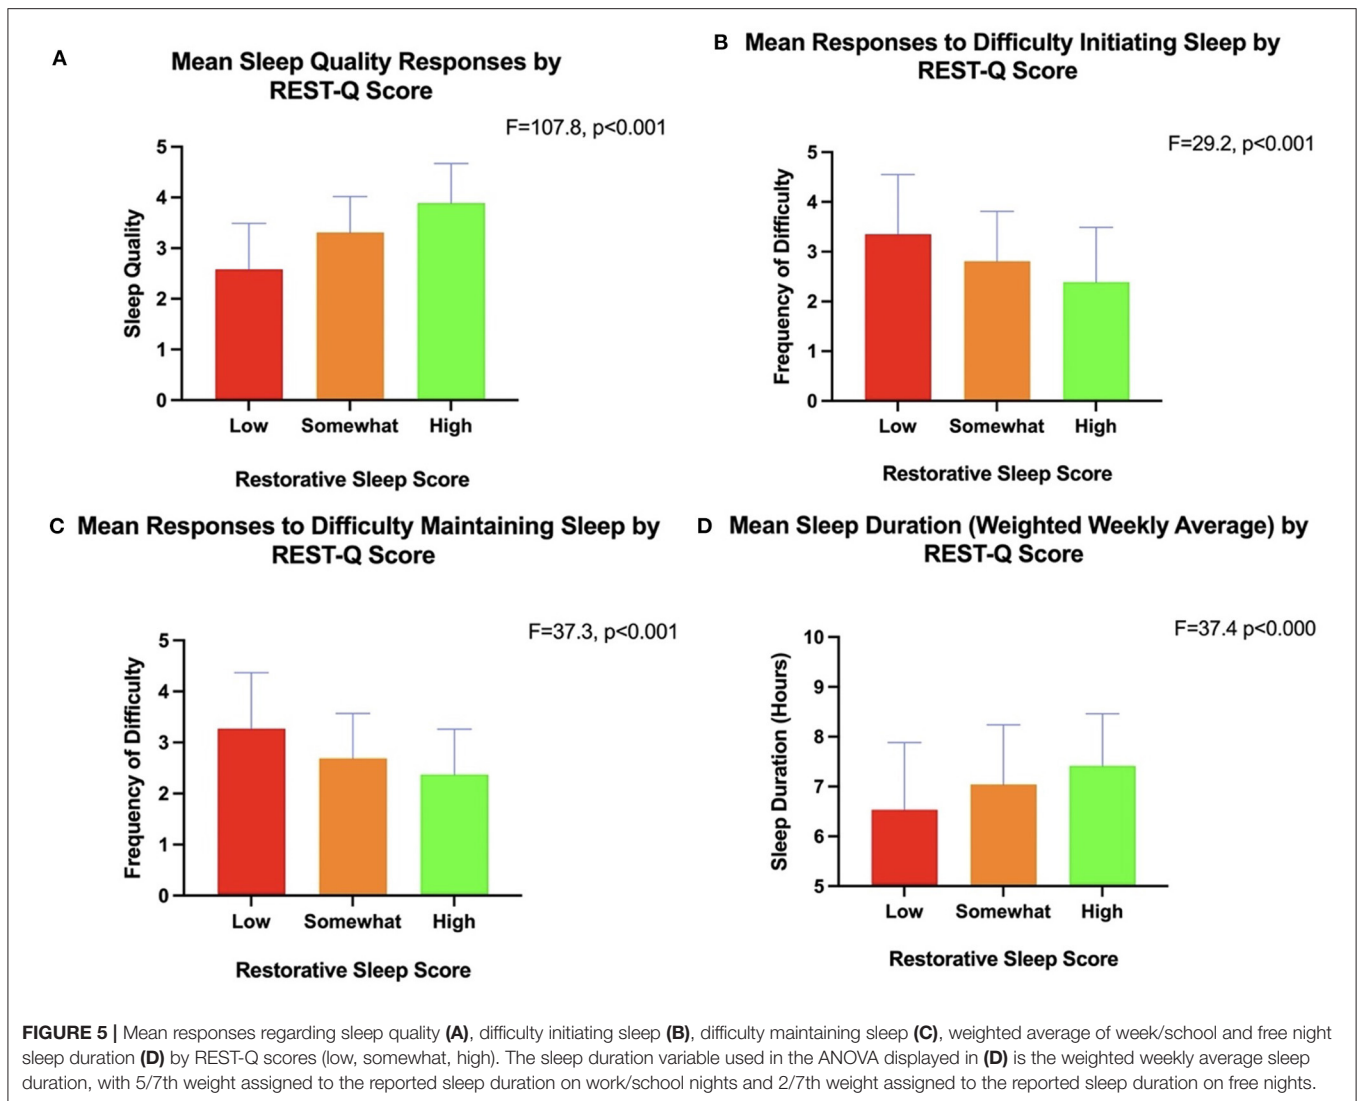 A
Mean Sleep Quality Responses by
REST-Q Score
F=107.8, p<0.001
Sleep Quality
5
4
3
2
1
0
Low Somewhat High
Restorative Sleep Score
B Mean Responses to Difficulty Initiating Sleep by
REST-Q Score
F=29.2, p<0.001
Frequency of Difficulty
5
4
3
2
1
0
Low Somewhat High
Restorative Sleep Score
C Mean Responses to Difficulty Maintaining Sleep by
REST-Q Score
F=37.3, p<0.001
Frequency of Difficulty
5
4
3
2
1
0
Low Somewhat High
Restorative Sleep Score
D Mean Sleep Duration (Weighted Weekly Average) by
REST-Q Score
F=37.4 p<0.000
Sleep Duration (Hours)
10
9
8
7
6
5
Low Somewhat High
Restorative Sleep Score
FIGURE 5 | Mean responses regarding sleep quality (A), difficulty initiating sleep (B), difficulty maintaining sleep (C), weighted average of week/school and free night
sleep duration (D) by REST-Q scores (low, somewhat, high). The sleep duration variable used in the ANOVA displayed in (D) is the weighted weekly average sleep
duration, with 5/7th weight assigned to the reported sleep duration on work/school nights and 2/7th weight assigned to the reported sleep duration on free nights.